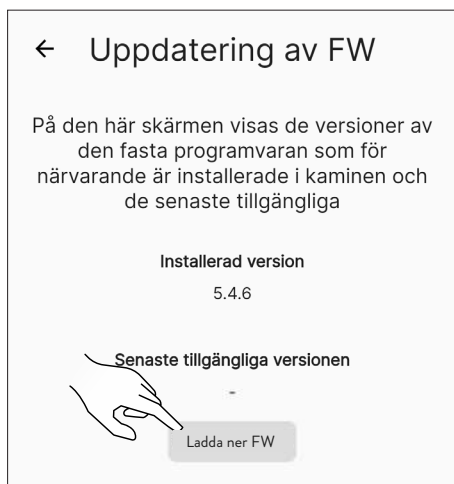 ← Uppdatering av FW
På den här skärmen visas de versioner av
den fasta programvaran som för
närvarande är installerade i kaminen och
de senaste tillgängliga
Installerad version
5.4.6
Senaste tillgängliga versionen
-
Ladda ner FW